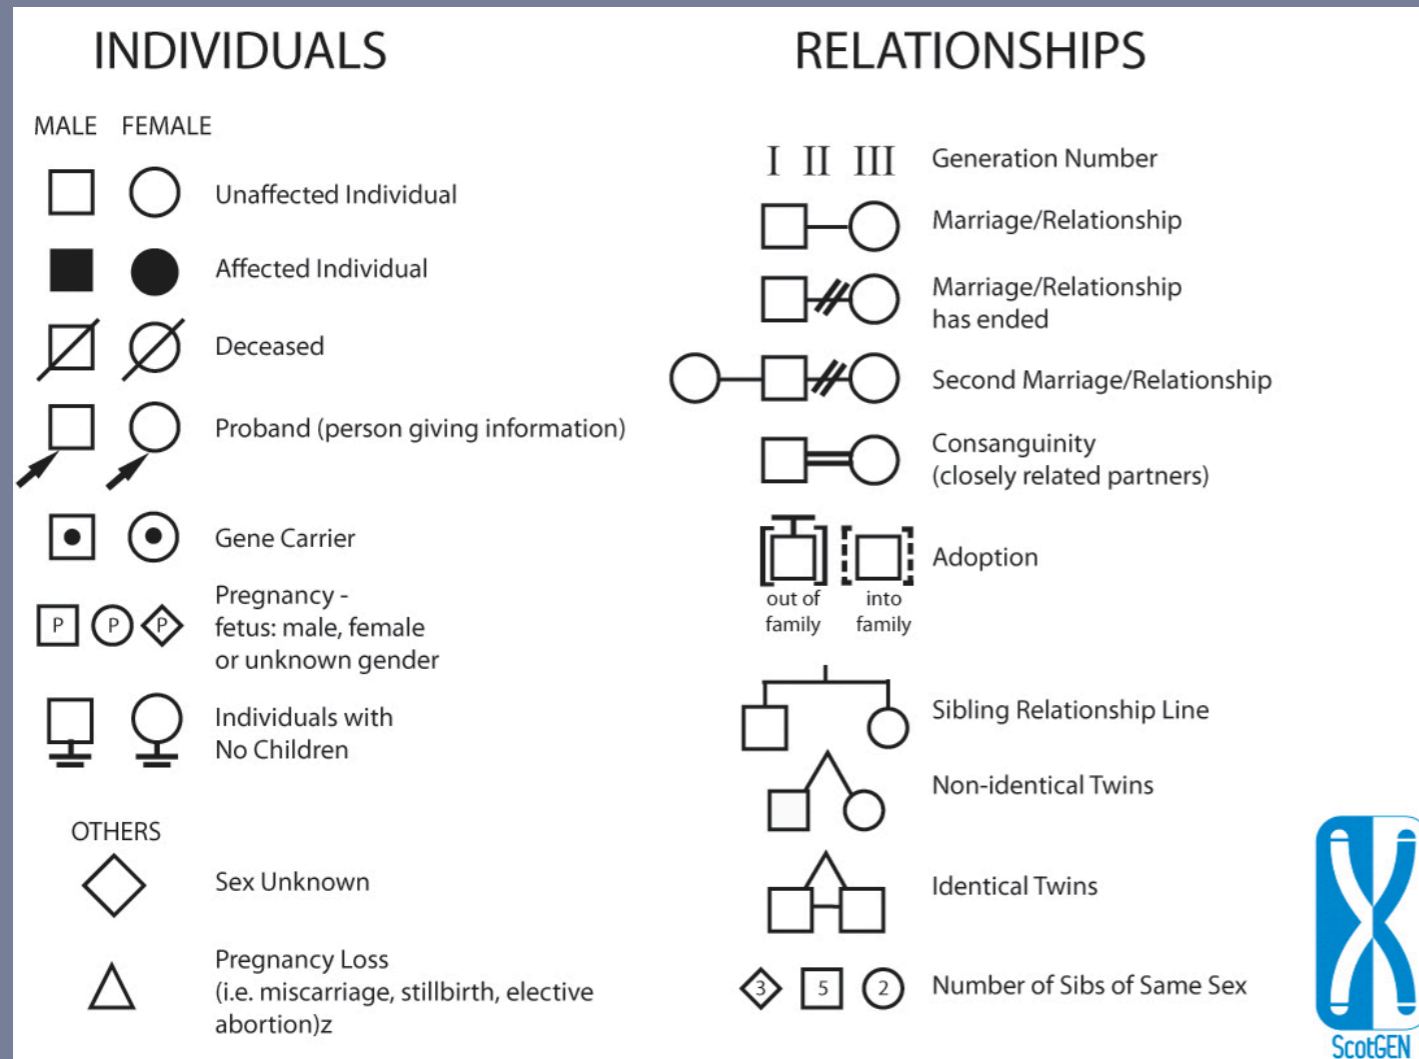 INDIVIDUALS
MALE FEMALE
Unaffected Individual
Affected Individual
Deceased
Proband (person giving information)
Gene Carrier
P P P
Pregnancy -
fetus: male, female
or unknown gender
Individuals with
No Children
OTHERS
Sex Unknown
Pregnancy Loss
(i.e. miscarriage, stillbirth, elective
abortion)z
RELATIONSHIPS
I II III
Generation Number
Marriage/Relationship
Marriage/Relationship
has ended
Second Marriage/Relationship
Consanguinity
(closely related partners)
Adoption
out of
family
into
family
Sibling Relationship Line
Non-identical Twins
Identical Twins
3 5 2
Number of Sibs of Same Sex
ScotGEN